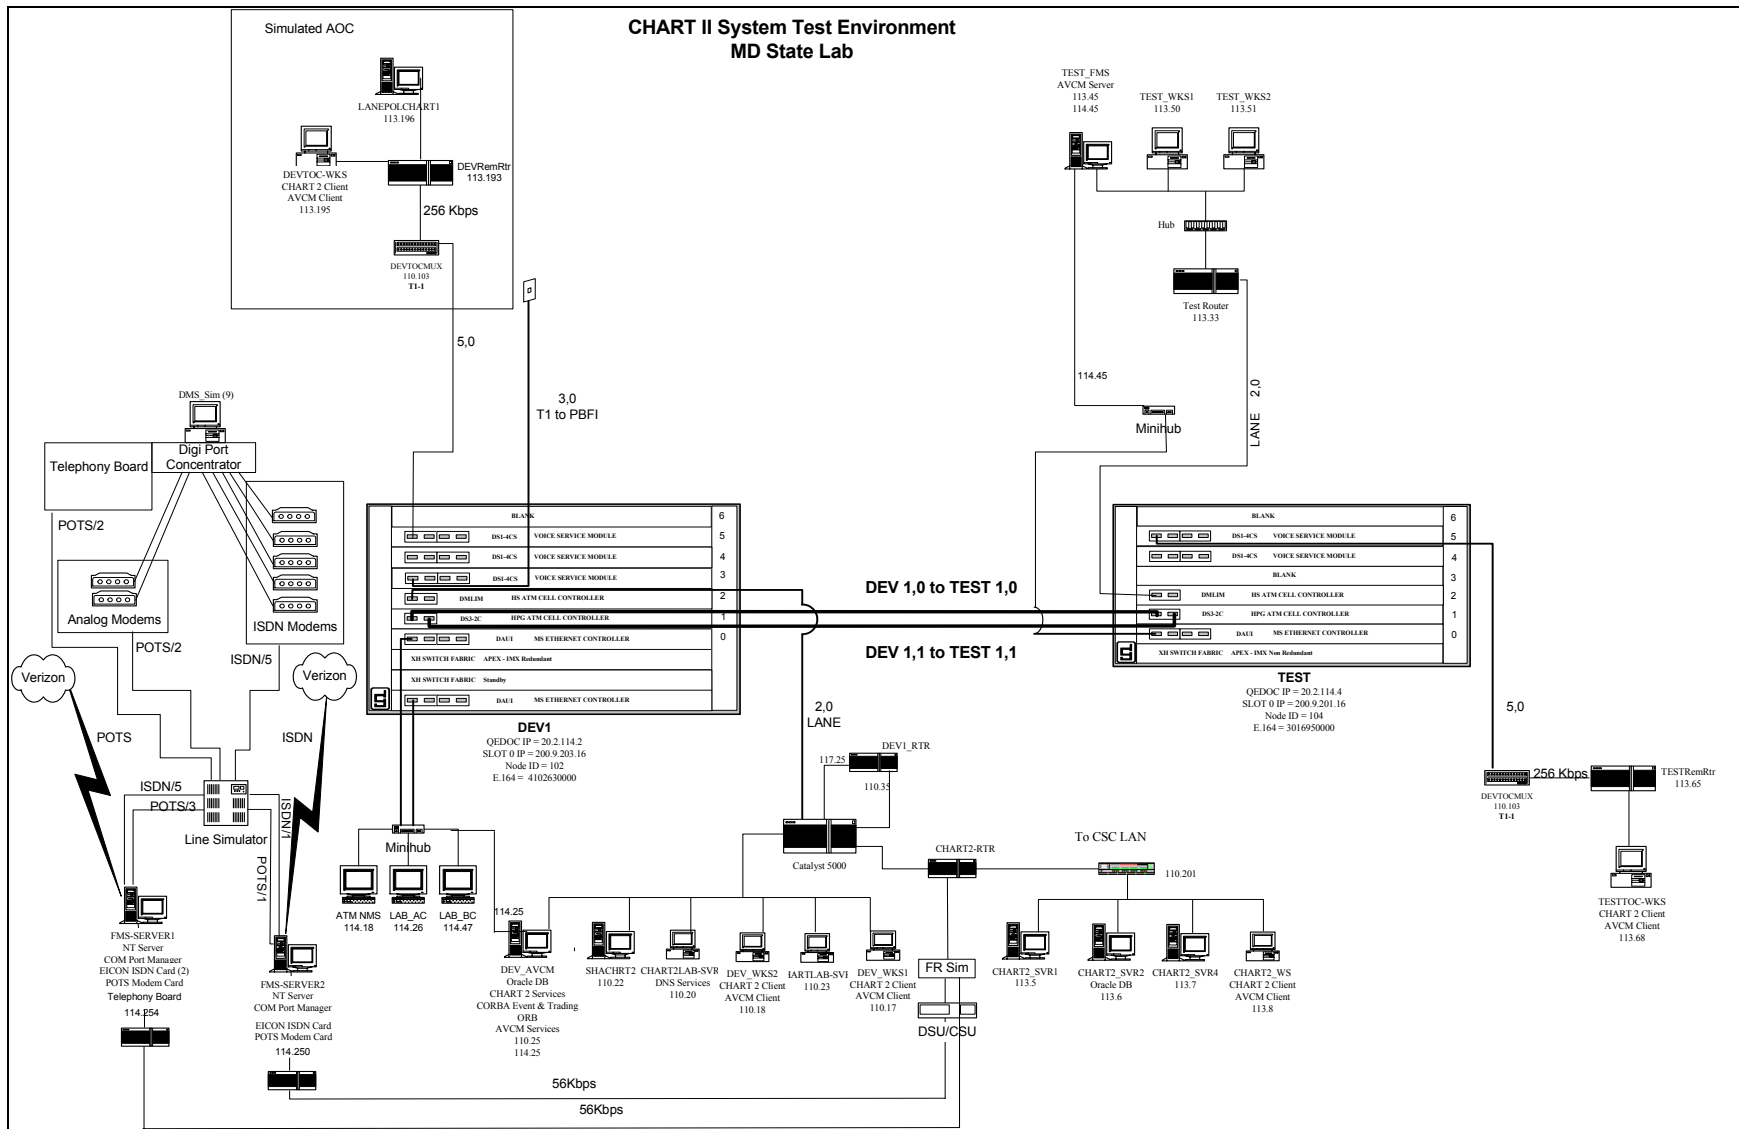 CHART II System Test Environment
MD State Lab
Simulated AOC
LANEPOLCHART1
113.196
DEVTOC-WKS
CHART 2 Client
AVCM Client
113.195
DEVRemRtr
113.193
256 Kbps
DEVTOCMUX
110.103
T1-1
5,0
3,0
T1 to PBFI
TEST_FMS
AVCM Server
113.45
114.45
TEST_WKS1
113.50
TEST_WKS2
113.51
Hub
Test Router
113.33
114.45
Minihub
LANE 2,0
DMS_Sim (9)
Digi Port
Concentrator
Telephony Board
POTS/2
Analog Modems
POTS/2
ISDN Modems
ISDN/5
Verizon
Verizon
POTS
ISDN
ISDN/5
POTS/3
ISDN/1
POTS/1
Line Simulator
BLANK 6
DS1-4CS VOICE SERVICE MODULE 5
DS1-4CS VOICE SERVICE MODULE 4
DS1-4CS VOICE SERVICE MODULE 3
DMLIM HS ATM CELL CONTROLLER 2
DS3-2C HPG ATM CELL CONTROLLER 1
DAUI MS ETHERNET CONTROLLER 0
XH SWITCH FABRIC APEX - IMX Redundant
XH SWITCH FABRIC Standby
DAUI MS ETHERNET CONTROLLER
DEV1
QEDOC IP = 20.2.114.2
SLOT 0 IP = 200.9.203.16
Node ID = 102
E.164 = 4102630000
DEV 1,0 to TEST 1,0
DEV 1,1 to TEST 1,1
BLANK 6
DS1-4CS VOICE SERVICE MODULE 5
DS1-4CS VOICE SERVICE MODULE 4
BLANK 3
DMLIM HS ATM CELL CONTROLLER 2
DS3-2C HPG ATM CELL CONTROLLER 1
DAUI MS ETHERNET CONTROLLER 0
XH SWITCH FABRIC APEX - IMX Non Redundant
TEST
QEDOC IP = 20.2.114.4
SLOT 0 IP = 200.9.201.16
Node ID = 104
E.164 = 3016950000
5,0
2,0
LANE
DEV1_RTR
117.25
110.35
Catalyst 5000
CHART2-RTR
To CSC LAN
110.201
DEVTOCMUX
110.103
T1-1
256 Kbps
TESTRemRtr
113.65
TESTTOC-WKS
CHART 2 Client
AVCM Client
113.68
Minihub
ATM NMS
114.18
LAB_AC
114.26
LAB_BC
114.47
114.25
DEV_AVCM
Oracle DB
CHART 2 Services
CORBA Event & Trading
ORB
AVCM Services
110.25
114.25
SHACHRT2
110.22
CHART2LAB-SVR
DNS Services
110.20
DEV_WKS2
CHART 2 Client
AVCM Client
110.18
HARTLAB-SVI
110.23
DEV_WKS1
CHART 2 Client
AVCM Client
110.17
FR Sim
DSU/CSU
CHART2_SVR1
113.5
CHART2_SVR2
Oracle DB
113.6
CHART2_SVR4
113.7
CHART2_WS
CHART 2 Client
AVCM Client
113.8
FMS-SERVER1
NT Server
COM Port Manager
EICON ISDN Card (2)
POTS Modem Card
Telephony Board
114.254
FMS-SERVER2
NT Server
COM Port Manager
EICON ISDN Card
POTS Modem Card
114.250
56Kbps
56Kbps